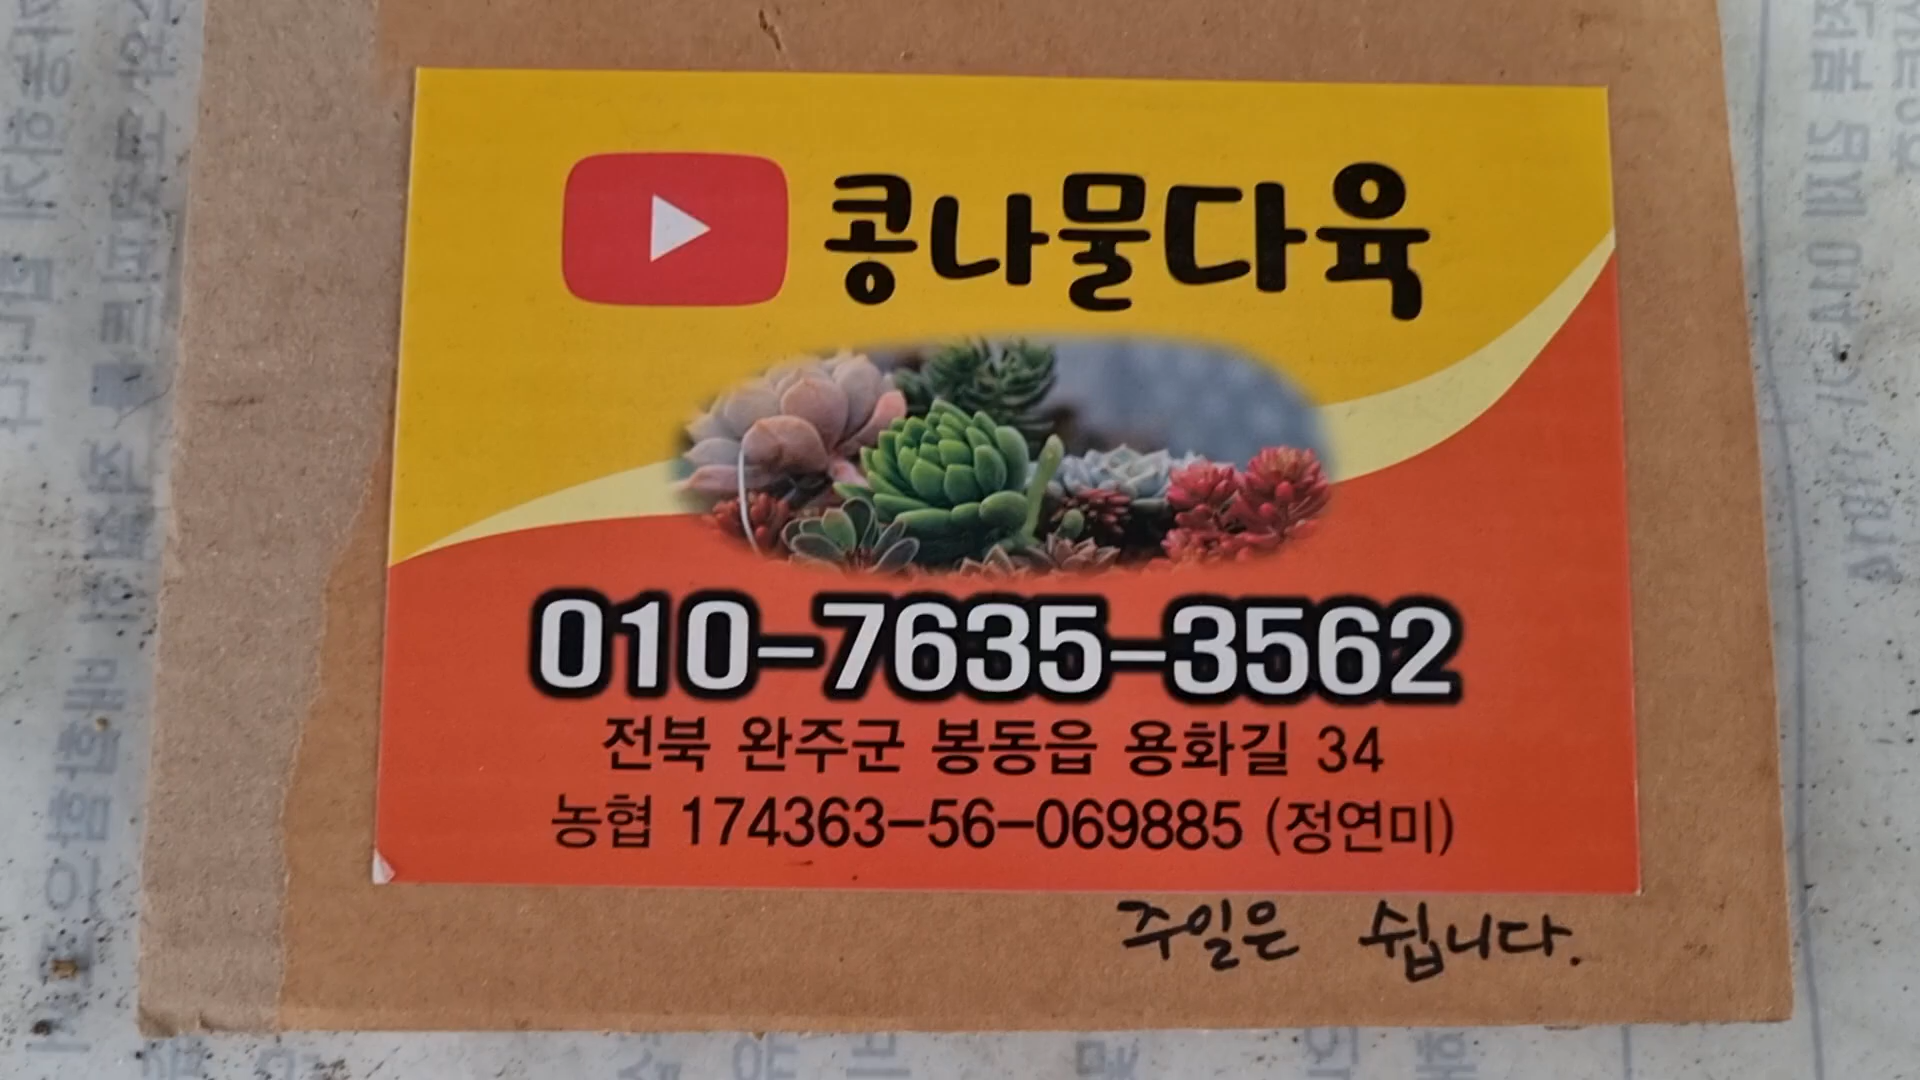 콩나물다육
010-7635-3562
전북 완주군 봉동읍 용화길 34
농협 174363-56-069885 (정연미)
주일은 쉽니다.